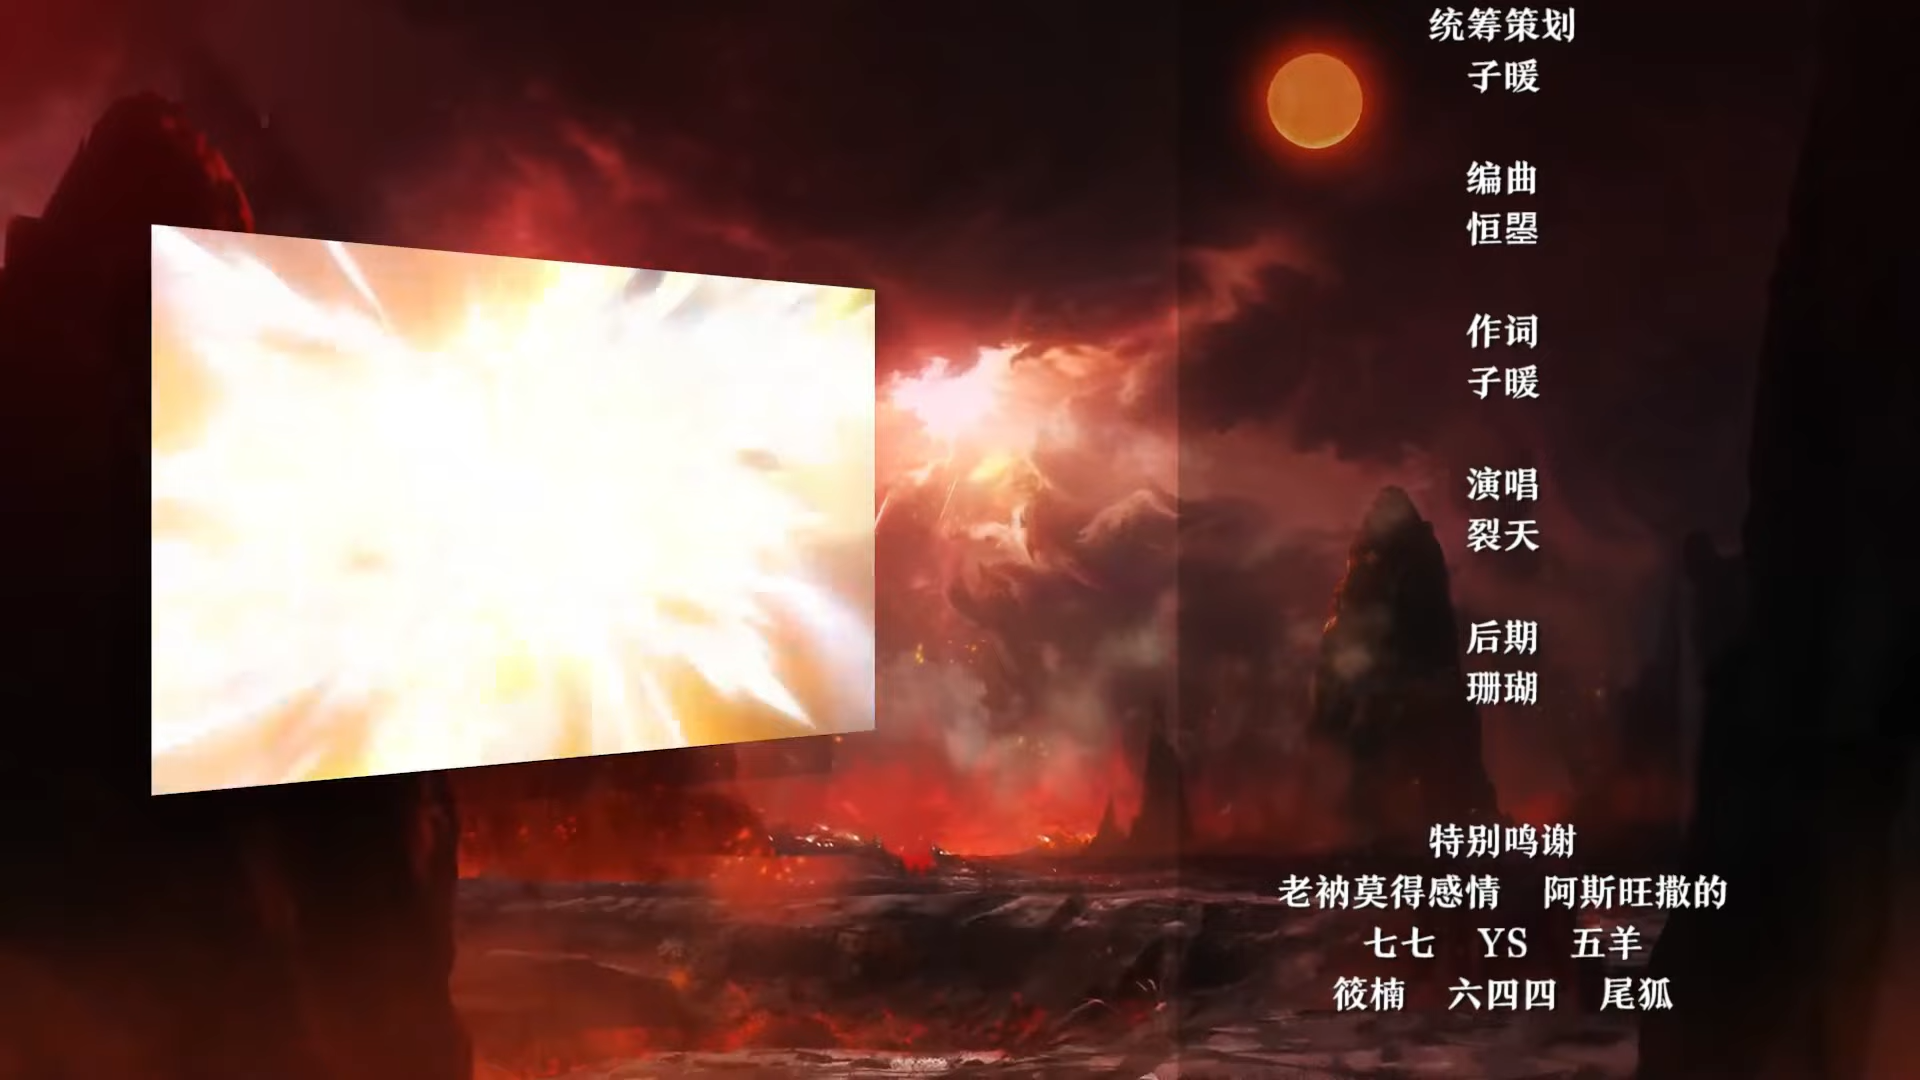 统筹策划
子暖
编曲
恒曌
作词
子暖
演唱
裂天
后期
珊瑚
特别鸣谢
老衲莫得感情 阿斯旺撒的
七七 YS 五羊
筱楠 六四四 尾狐